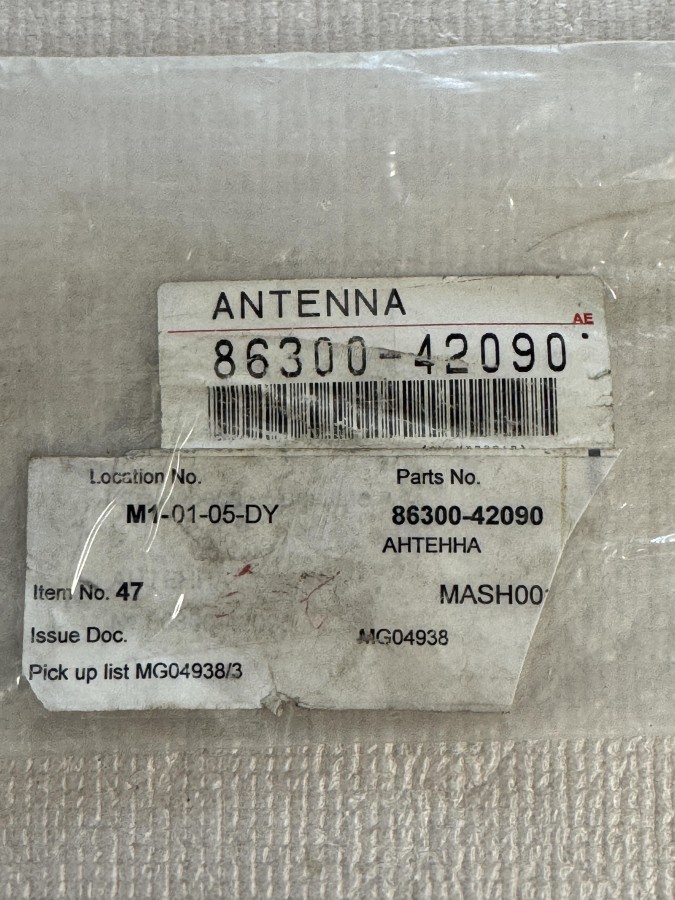 ANTENNA
AE
86300-42090
Location No. Parts No.
M1-01-05-DY 86300-42090
АНТЕННА
Item No. 47 MASH00
Issue Doc. MG04938
Pick up list MG04938/3